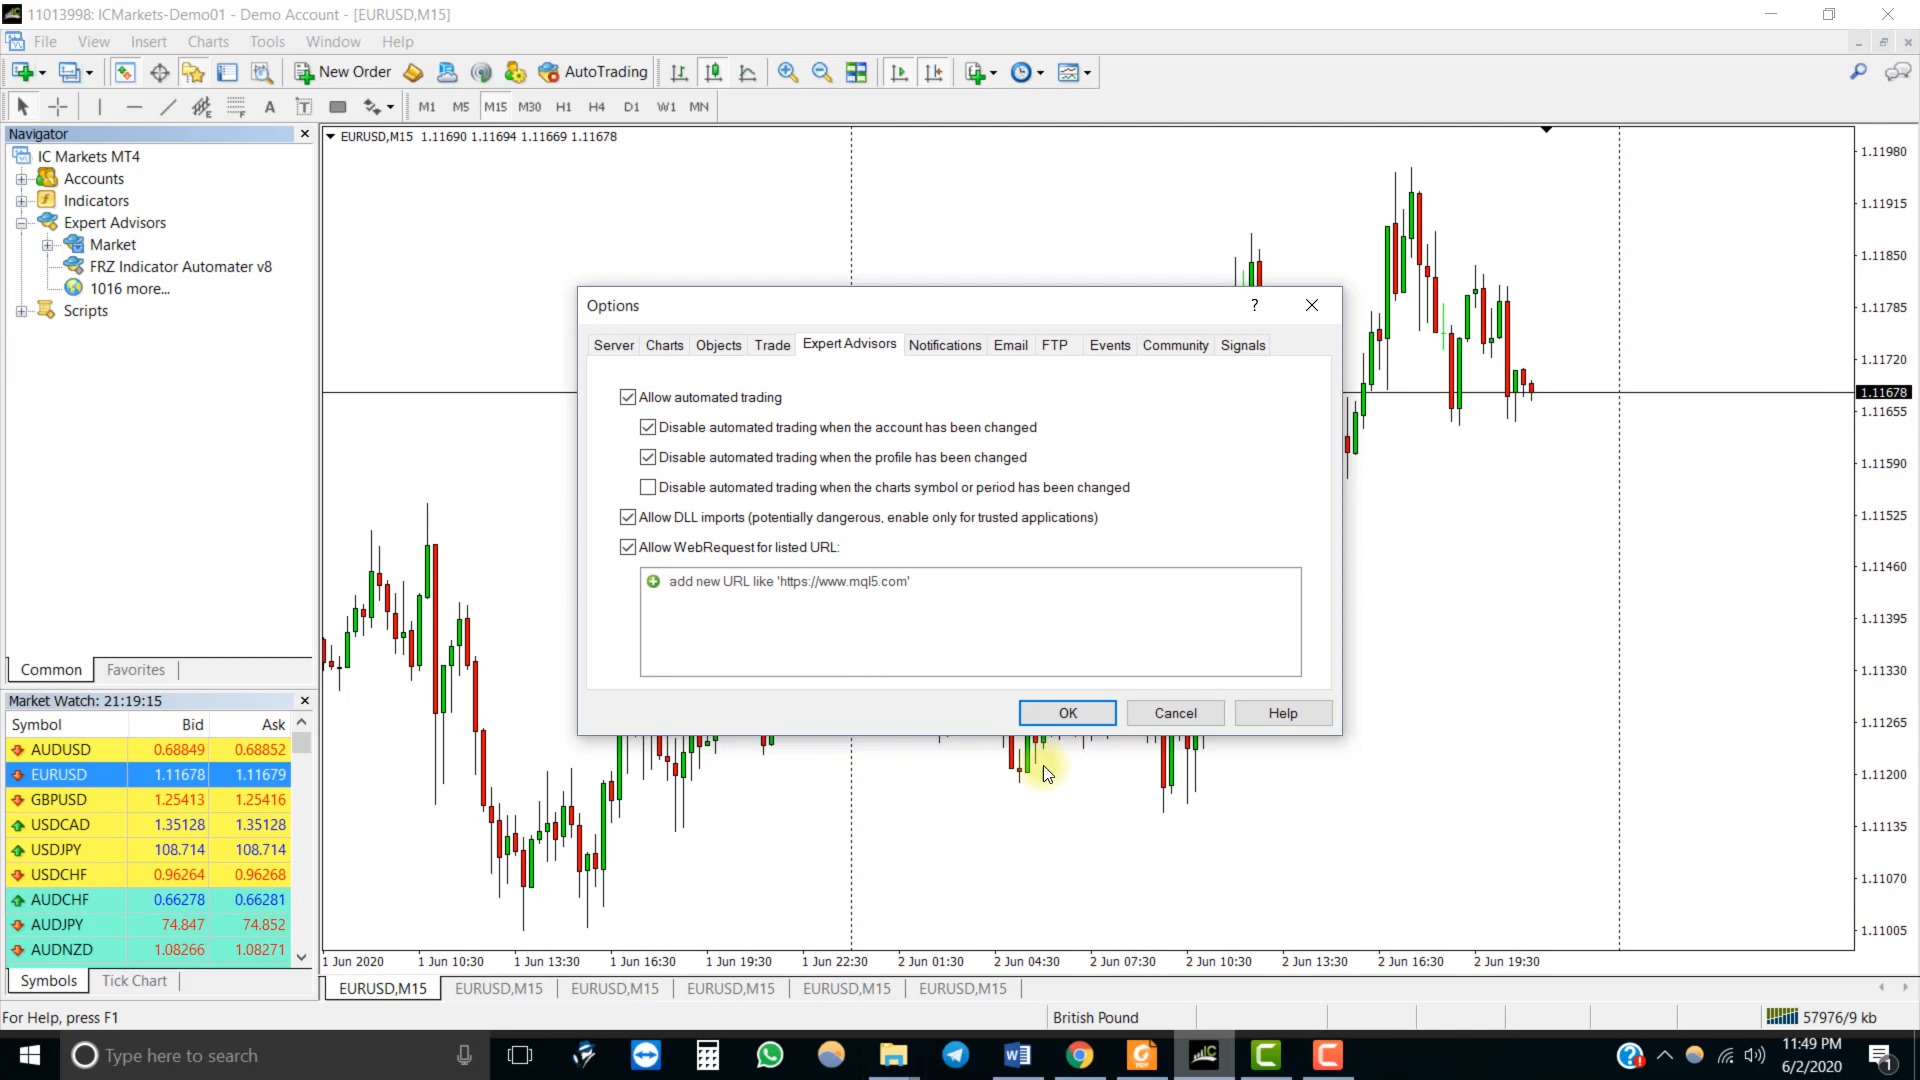 11013998: ICMarkets-Demo01 - Demo Account - [EURUSD,M15]
File View Insert Charts Tools Window Help
New Order AutoTrading
A T M1 M5 M15 M30 H1 H4 D1 W1 MN
Navigator
IC Markets MT4
Accounts
Indicators
Expert Advisors
Market
FRZ Indicator Automater v8
1016 more...
Scripts
Common Favorites
Market Watch: 21:19:15
Symbol Bid Ask
AUDUSD 0.68849 0.68852
EURUSD 1.11678 1.11679
GBPUSD 1.25413 1.25416
USDCAD 1.35128 1.35128
USDJPY 108.714 108.714
USDCHF 0.96264 0.96268
AUDCHF 0.66278 0.66281
AUDJPY 74.847 74.852
AUDNZD 1.08266 1.08271
Symbols Tick Chart
EURUSD,M15 1.11690 1.11694 1.11669 1.11678
1.11980
1.11915
1.11850
1.11785
1.11720
1.11678
1.11655
1.11590
1.11525
1.11460
1.11395
1.11330
1.11265
1.11200
1.11135
1.11070
1.11005
Options ?
Server Charts Objects Trade Expert Advisors Notifications Email FTP Events Community Signals
Allow automated trading
Disable automated trading when the account has been changed
Disable automated trading when the profile has been changed
Disable automated trading when the charts symbol or period has been changed
Allow DLL imports (potentially dangerous, enable only for trusted applications)
Allow WebRequest for listed URL:
add new URL like 'https://www.mql5.com'
OK Cancel Help
1 Jun 2020 1 Jun 10:30 1 Jun 13:30 1 Jun 16:30 1 Jun 19:30 1 Jun 22:30 2 Jun 01:30 2 Jun 04:30 2 Jun 07:30 2 Jun 10:30 2 Jun 13:30 2 Jun 16:30 2 Jun 19:30
EURUSD,M15 EURUSD,M15 EURUSD,M15 EURUSD,M15 EURUSD,M15 EURUSD,M15
For Help, press F1 British Pound 57976/9 kb
Type here to search
11:49 PM
6/2/2020
1